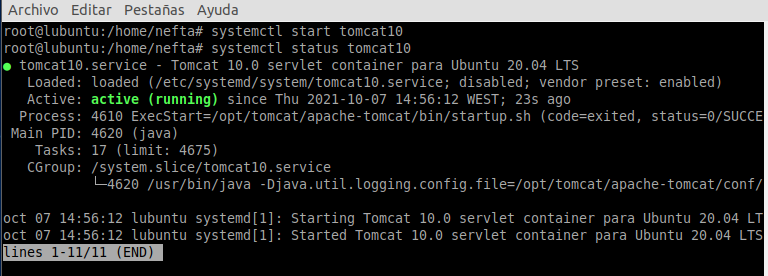 Archivo Editar Pestañas Ayuda
root@lubuntu:/home/nefta# systemctl start tomcat10
root@lubuntu:/home/nefta# systemctl status tomcat10
● tomcat10.service - Tomcat 10.0 servlet container para Ubuntu 20.04 LTS
Loaded: loaded (/etc/systemd/system/tomcat10.service; disabled; vendor preset: enabled)
Active: active (running) since Thu 2021-10-07 14:56:12 WEST; 23s ago
Process: 4610 ExecStart=/opt/tomcat/apache-tomcat/bin/startup.sh (code=exited, status=0/SUCCE
Main PID: 4620 (java)
Tasks: 17 (limit: 4675)
CGroup: /system.slice/tomcat10.service
└─4620 /usr/bin/java -Djava.util.logging.config.file=/opt/tomcat/apache-tomcat/conf/
oct 07 14:56:12 lubuntu systemd[1]: Starting Tomcat 10.0 servlet container para Ubuntu 20.04 LT
oct 07 14:56:12 lubuntu systemd[1]: Started Tomcat 10.0 servlet container para Ubuntu 20.04 LTS
lines 1-11/11 (END)